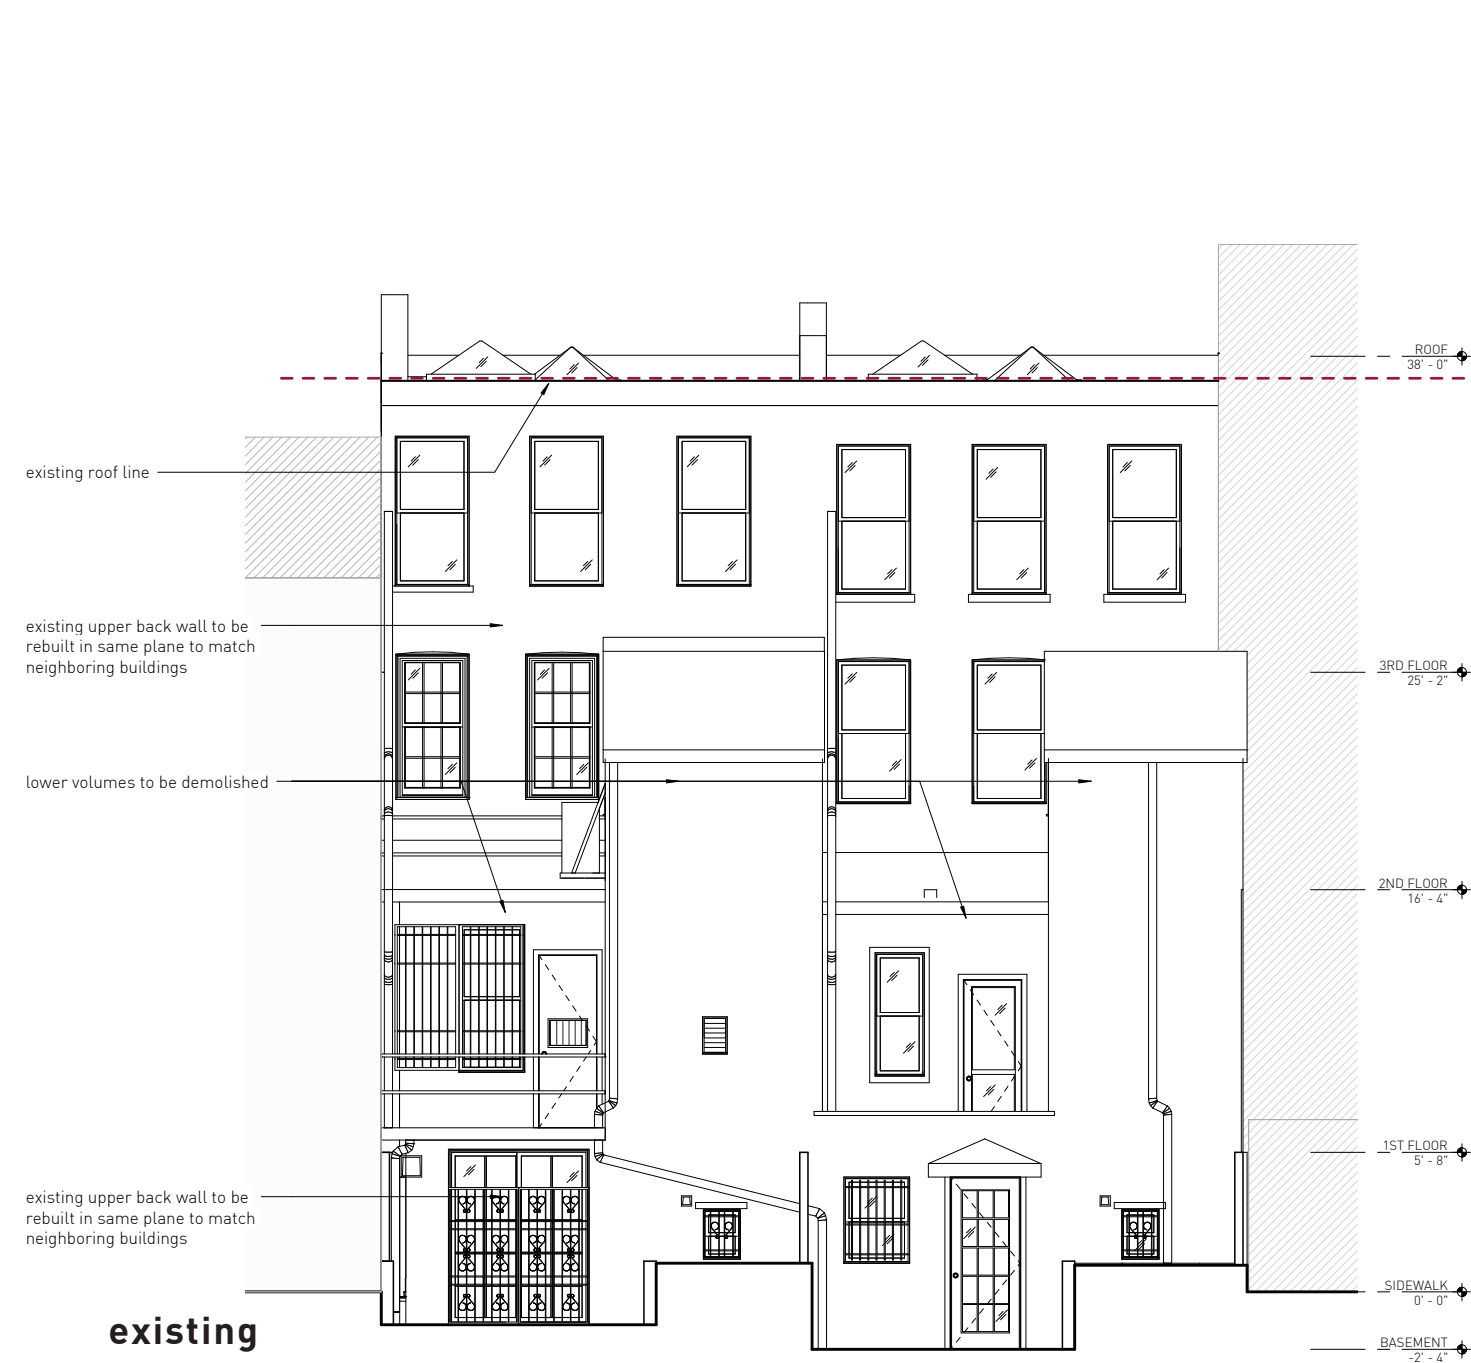 ROOF
38' - 0"
existing roof line
existing upper back wall to be
rebuilt in same plane to match
neighboring buildings
3RD FLOOR
25' - 2"
lower volumes to be demolished
2ND FLOOR
16' - 4"
1ST FLOOR
5' - 8"
existing upper back wall to be
rebuilt in same plane to match
neighboring buildings
SIDEWALK
0' - 0"
existing
BASEMENT
-2' - 4"